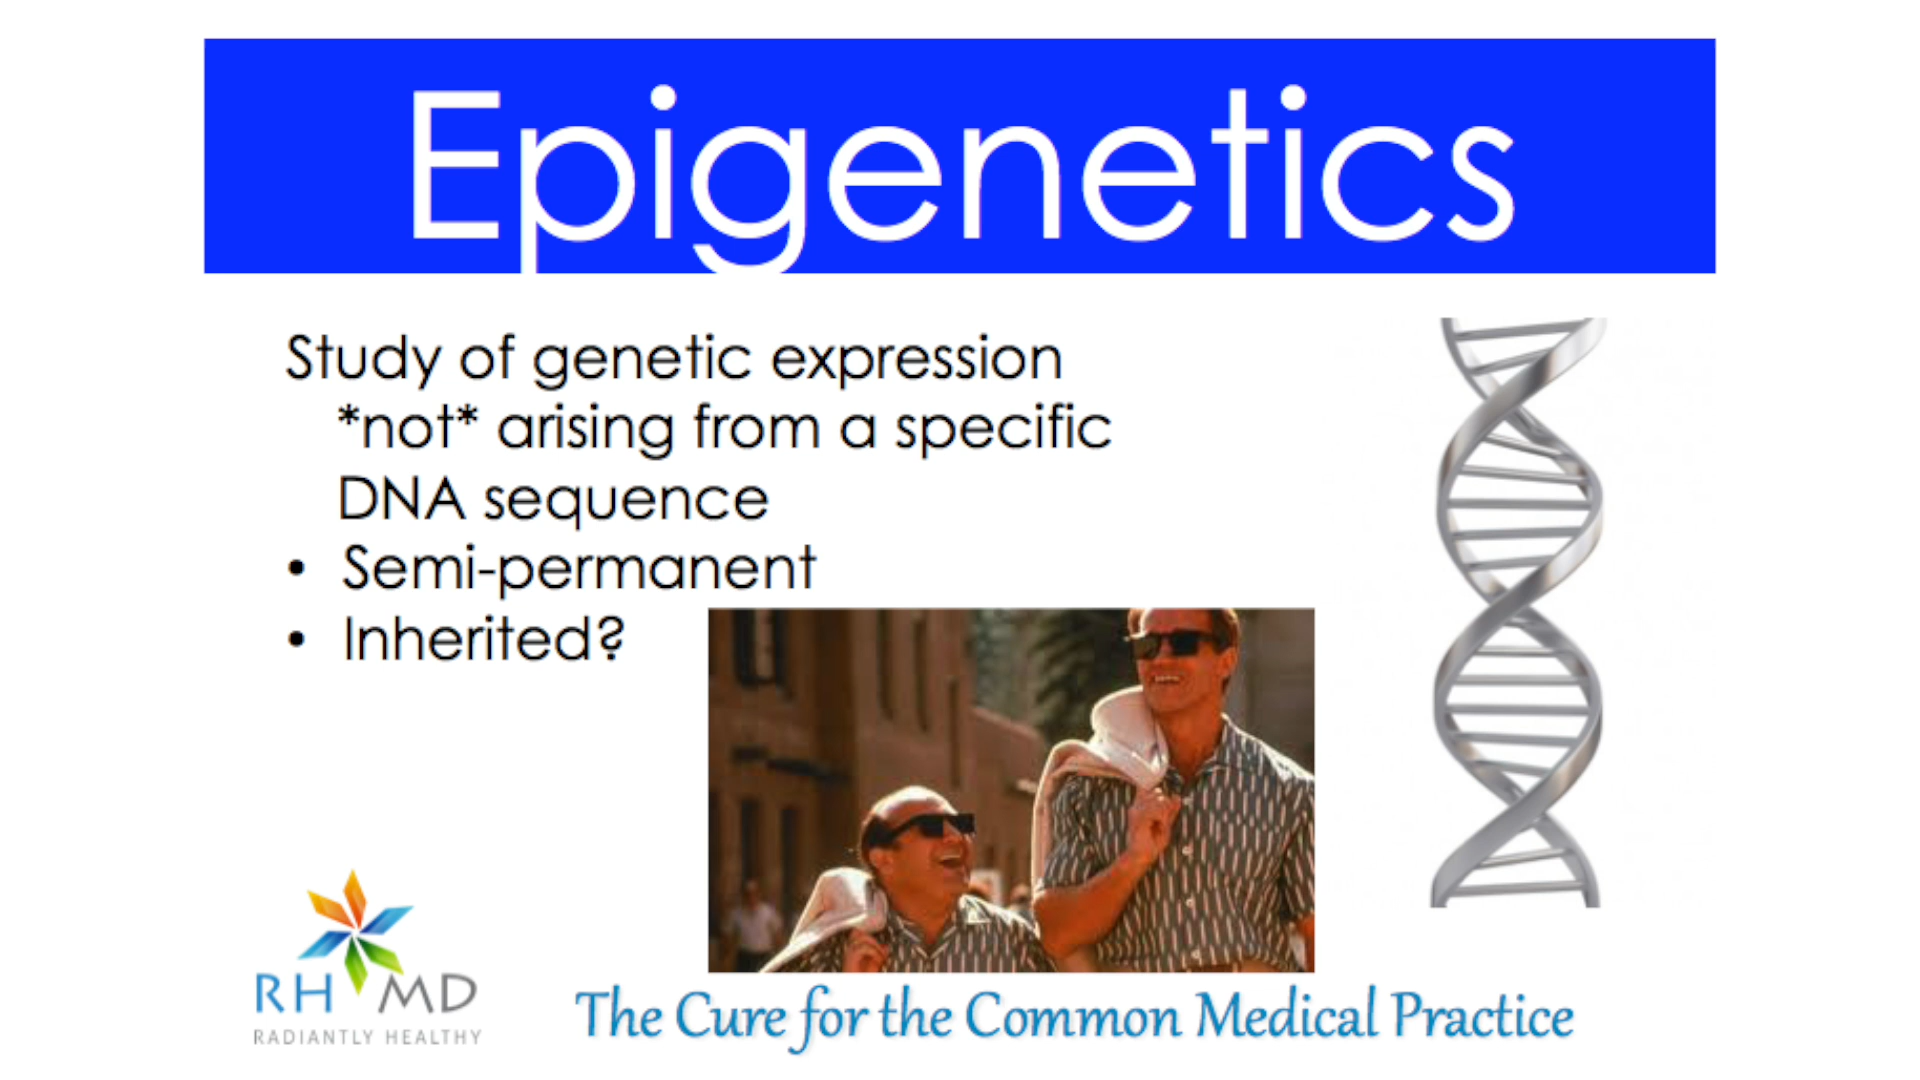 Epigenetics
Study of genetic expression
*not* arising from a specific
DNA sequence
• Semi-permanent
• Inherited?
RH MD
RADIANTLY HEALTHY
The Cure for the Common Medical Practice